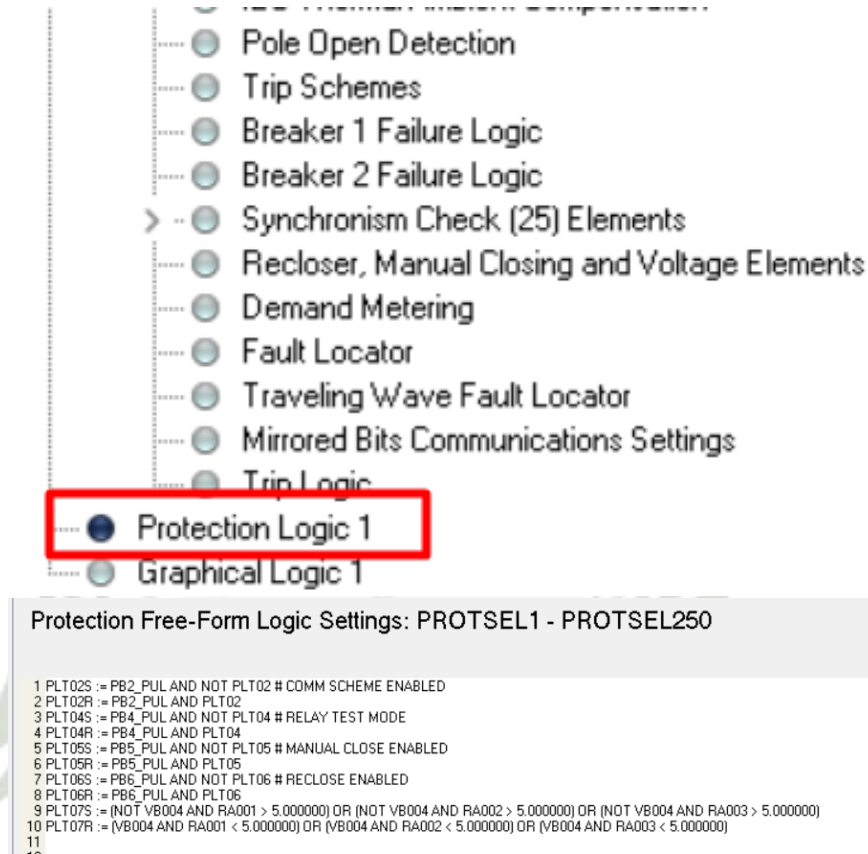 Pole Open Detection
Trip Schemes
Breaker 1 Failure Logic
Breaker 2 Failure Logic
Synchronism Check (25) Elements
Recloser, Manual Closing and Voltage Elements
Demand Metering
Fault Locator
Traveling Wave Fault Locator
Mirrored Bits Communications Settings
Trip Logic
Protection Logic 1
Graphical Logic 1
Protection Free-Form Logic Settings: PROTSEL1 - PROTSEL250
1 PLT02S := PB2_PUL AND NOT PLT02 # COMM SCHEME ENABLED
2 PLT02R := PB2_PUL AND PLT02
3 PLT04S := PB4_PUL AND NOT PLT04 # RELAY TEST MODE
4 PLT04R := PB4_PUL AND PLT04
5 PLT05S := PB5_PUL AND NOT PLT05 # MANUAL CLOSE ENABLED
6 PLT05R := PB5_PUL AND PLT05
7 PLT06S := PB6_PUL AND NOT PLT06 # RECLOSE ENABLED
8 PLT06R := PB6_PUL AND PLT06
9 PLT07S := (NOT VB004 AND RA001 > 5.000000) OR (NOT VB004 AND RA002 > 5.000000) OR (NOT VB004 AND RA003 > 5.000000)
10 PLT07R := (VB004 AND RA001 < 5.000000) OR (VB004 AND RA002 < 5.000000) OR (VB004 AND RA003 < 5.000000)
11